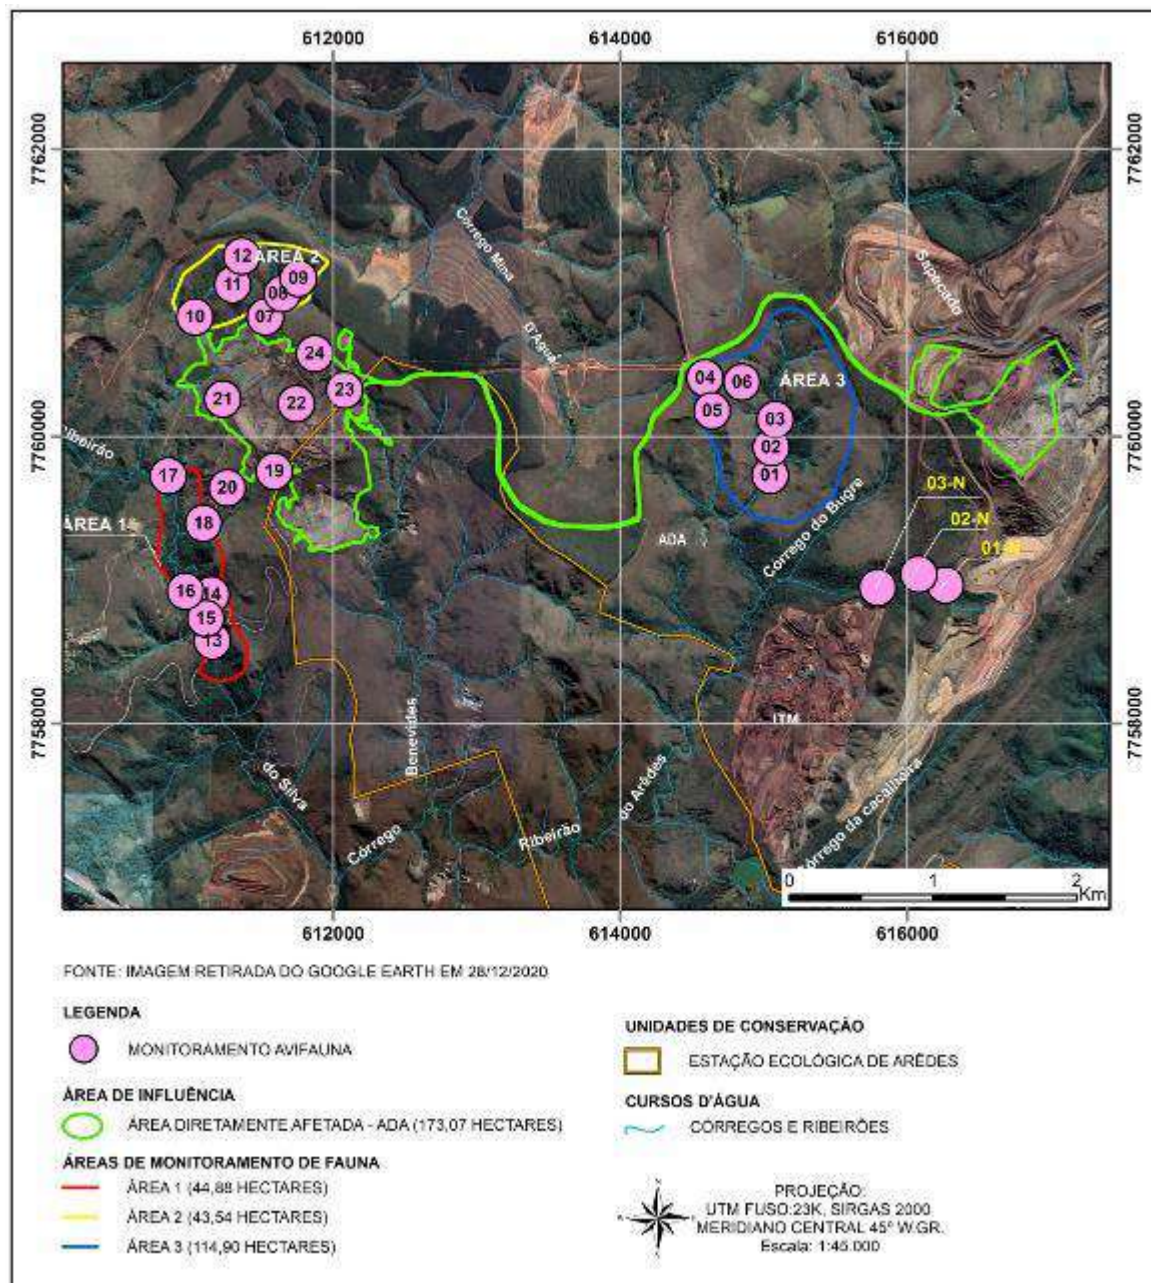 612000 614000 616000
7762000 7762000
Córrego Mina
D'Água
Sapecado
12
ÁREA 2
09
11
08
10
07
24
23
04 06 ÁREA 3
21 22
05 03
7760000 7760000
Ribeirão
02
17 19 01
20
03-N
18
02-N
ÁREA 1
ADA
Córrego do Bugre
01-N
16 14
15
13
7758000 7758000
ITM
Benevides
do Silva
do Arêdes
Córrego
Ribeirão
0 1 2
Km
612000 614000 616000
FONTE: IMAGEM RETIRADA DO GOOGLE EARTH EM 28/12/2020
LEGENDA
MONITORAMENTO AVIFAUNA
ÁREA DE INFLUÊNCIA
ÁREA DIRETAMENTE AFETADA - ADA (173,07 HECTARES)
ÁREAS DE MONITORAMENTO DE FAUNA
ÁREA 1 (44,88 HECTARES)
ÁREA 2 (43,54 HECTARES)
ÁREA 3 (114,90 HECTARES)
UNIDADES DE CONSERVAÇÃO
ESTAÇÃO ECOLÓGICA DE ARÊDES
CURSOS D'ÁGUA
CÓRREGOS E RIBEIRÕES
PROJEÇÃO:
UTM FUSO:23K, SIRGAS 2000
MERIDIANO CENTRAL 45º W.GR.
Escala: 1:45.000